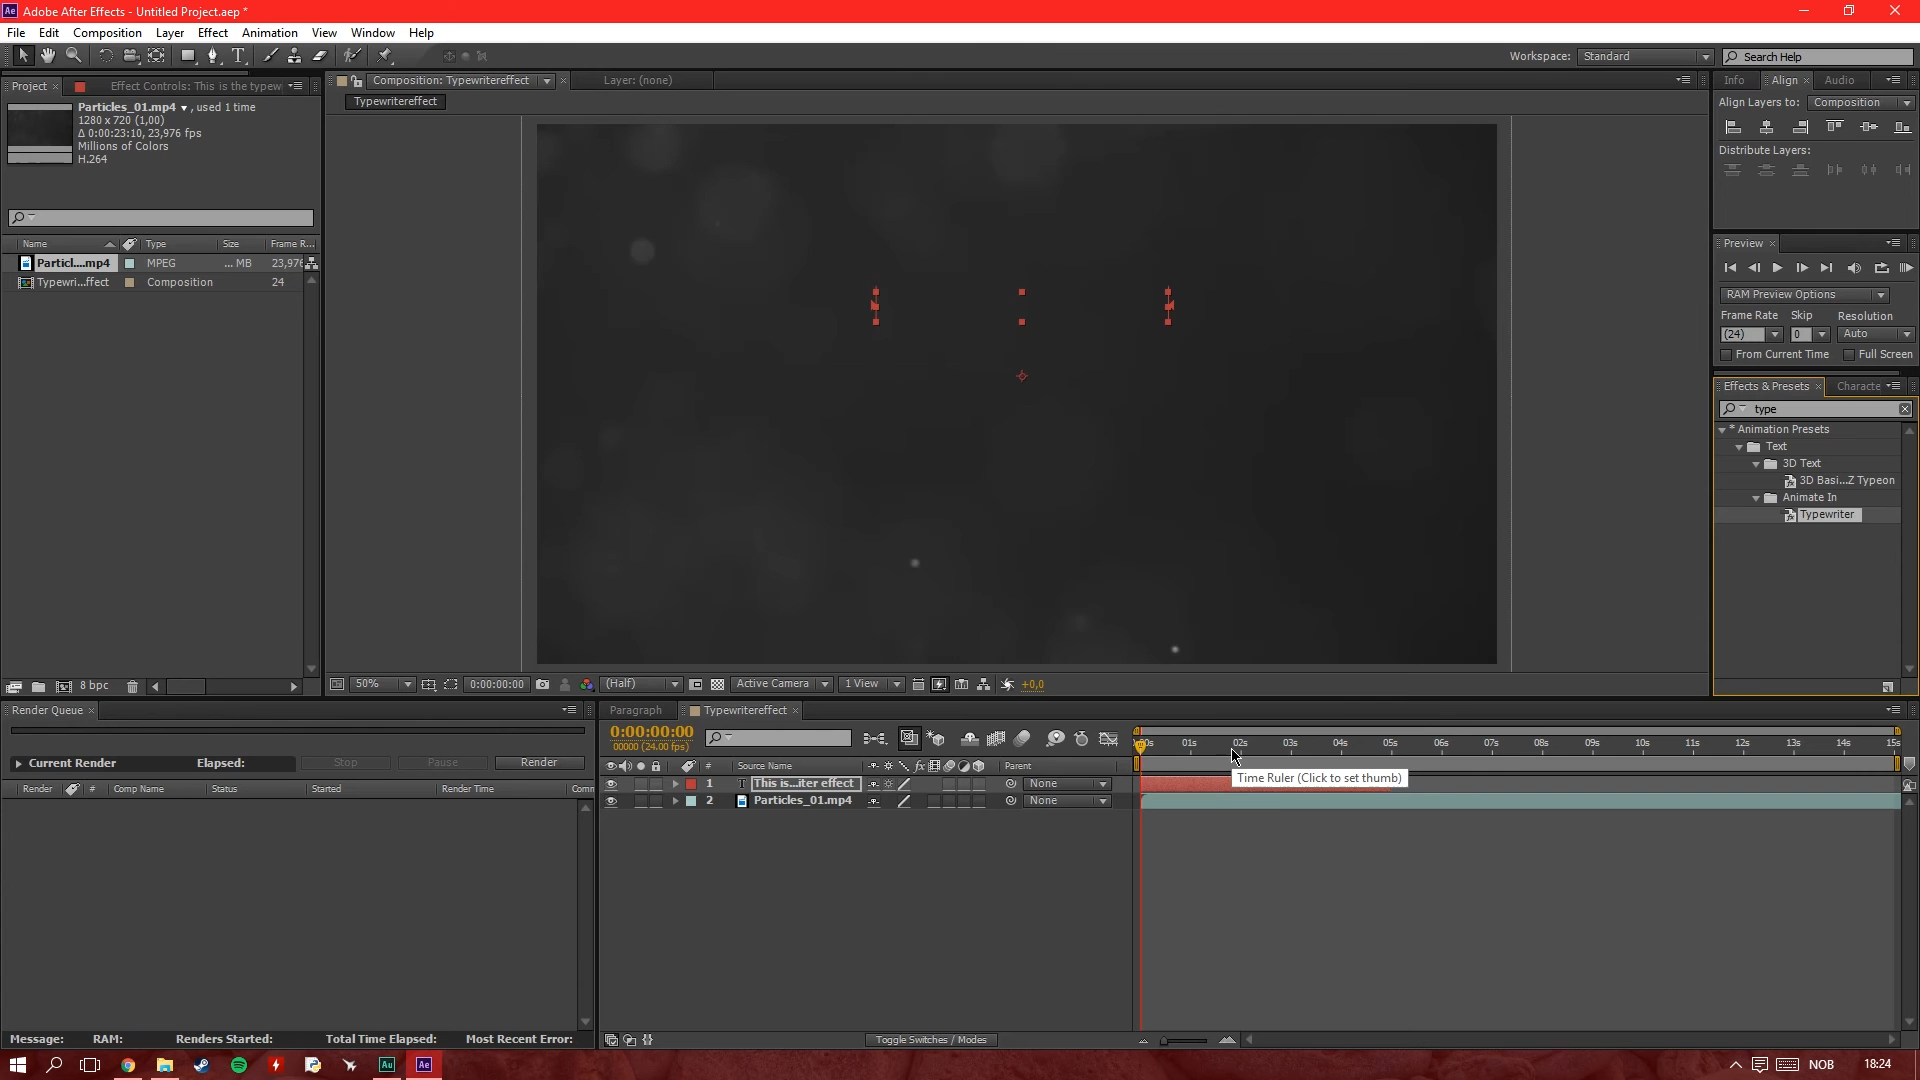 Adobe After Effects - Untitled Project.aep *
File Edit Composition Layer Effect Animation View Window Help
Workspace: Standard Search Help
Project Effect Controls: This is the typew
Particles_01.mp4 , used 1 time
1280 x 720 (1,00)
Δ 0:00:23:10, 23,976 fps
Millions of Colors
H.264
Name Type Size Frame R...
Particl....mp4 MPEG ... MB 23,976
Typewri...ffect Composition 24
8 bpc
Composition: Typewritereffect Layer: (none)
Typewritereffect
50% 0:00:00:00 (Half) Active Camera 1 View +0,0
Info Align Audio
Align Layers to: Composition
Distribute Layers:
Preview
RAM Preview Options
Frame Rate Skip Resolution
(24) 0 Auto
From Current Time Full Screen
Effects & Presets Characte
type
* Animation Presets
Text
3D Text
3D Basi...Z Typeon
Animate In
Typewriter
Render Queue
Current Render Elapsed: Stop Pause Render
Render # Comp Name Status Started Render Time Comm
Message: RAM: Renders Started: Total Time Elapsed: Most Recent Error:
Paragraph Typewritereffect
0:00:00:00
00000 (24.00 fps)
# Source Name Parent
1 T This is...iter effect None
2 Particles_01.mp4 None
00s 01s 02s 03s 04s 05s 06s 07s 08s 09s 10s 11s 12s 13s 14s 15s
Time Ruler (Click to set thumb)
Toggle Switches / Modes
Au Ae NOB 18:24